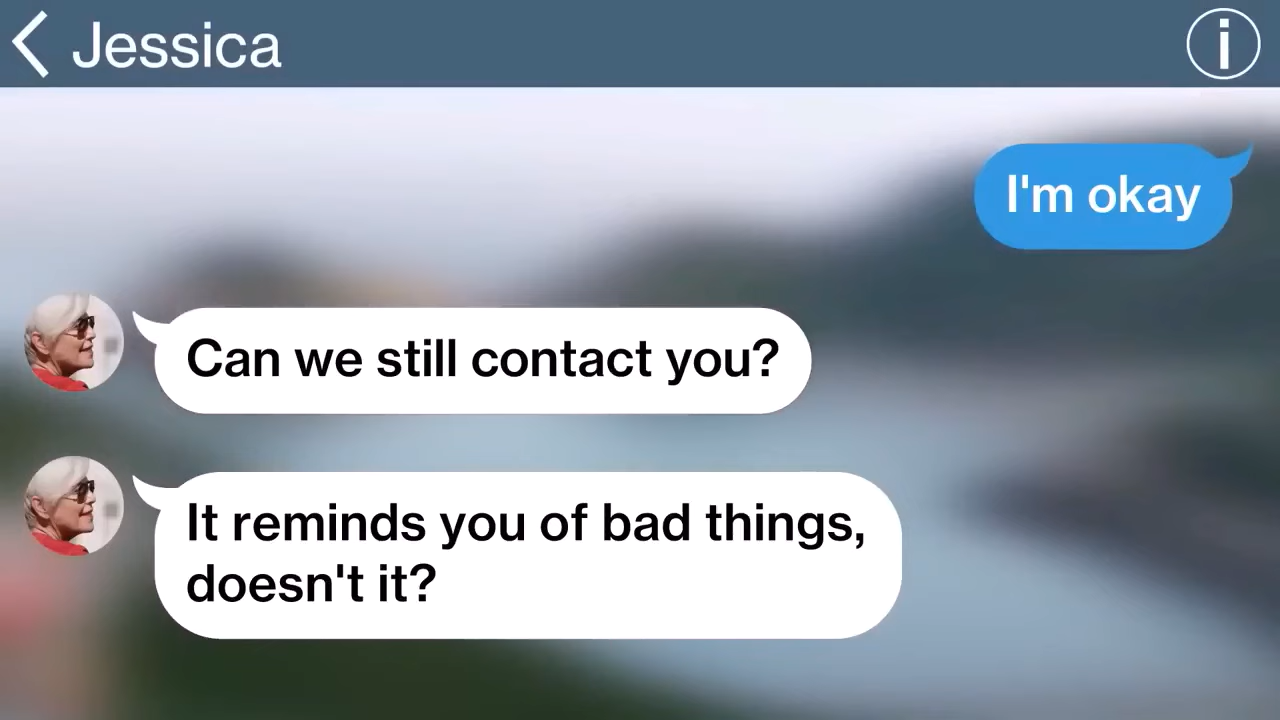 Jessica
I'm okay
Can we still contact you?
It reminds you of bad things,
doesn't it?